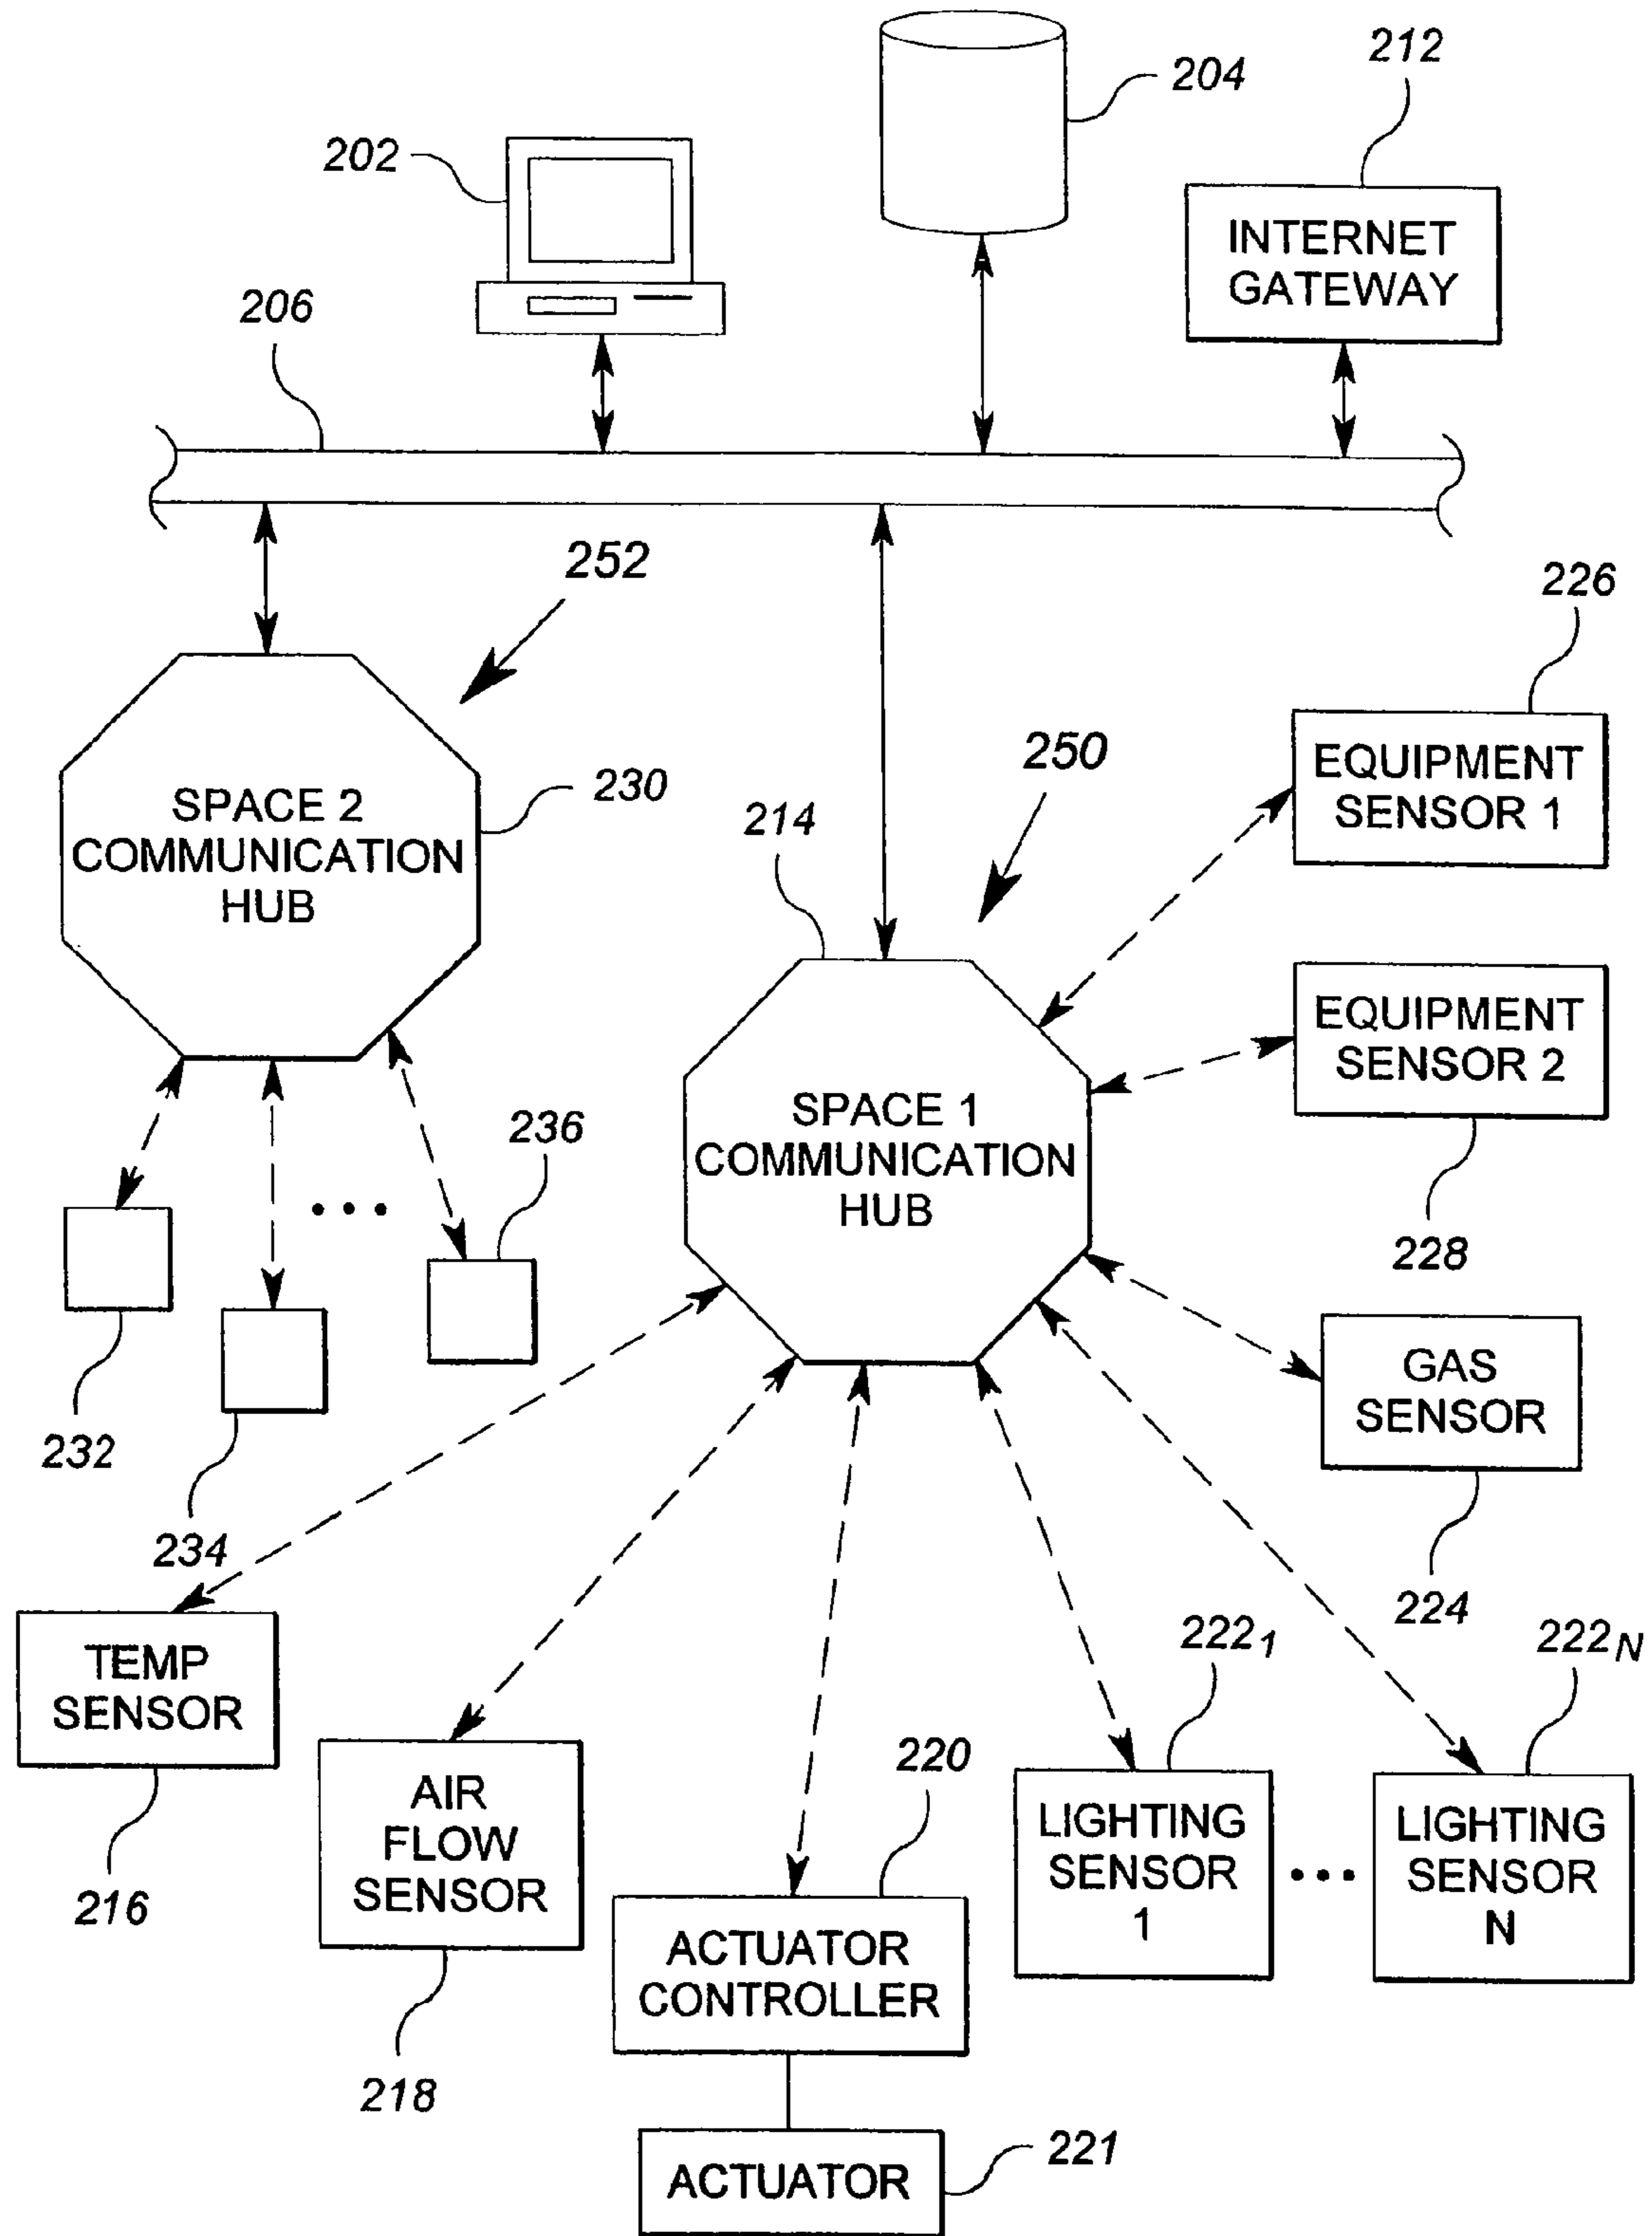 204
212
202
INTERNET
GATEWAY
206
252
226
250
EQUIPMENT
SENSOR 1
230
214
SPACE 2
COMMUNICATION
HUB
EQUIPMENT
SENSOR 2
236
SPACE 1
COMMUNICATION
HUB
•••
228
232
GAS
SENSOR
234
224
222₁
222N
TEMP
SENSOR
220
216
AIR
FLOW
SENSOR
LIGHTING
SENSOR
1
•••
LIGHTING
SENSOR
N
ACTUATOR
CONTROLLER
218
221
ACTUATOR